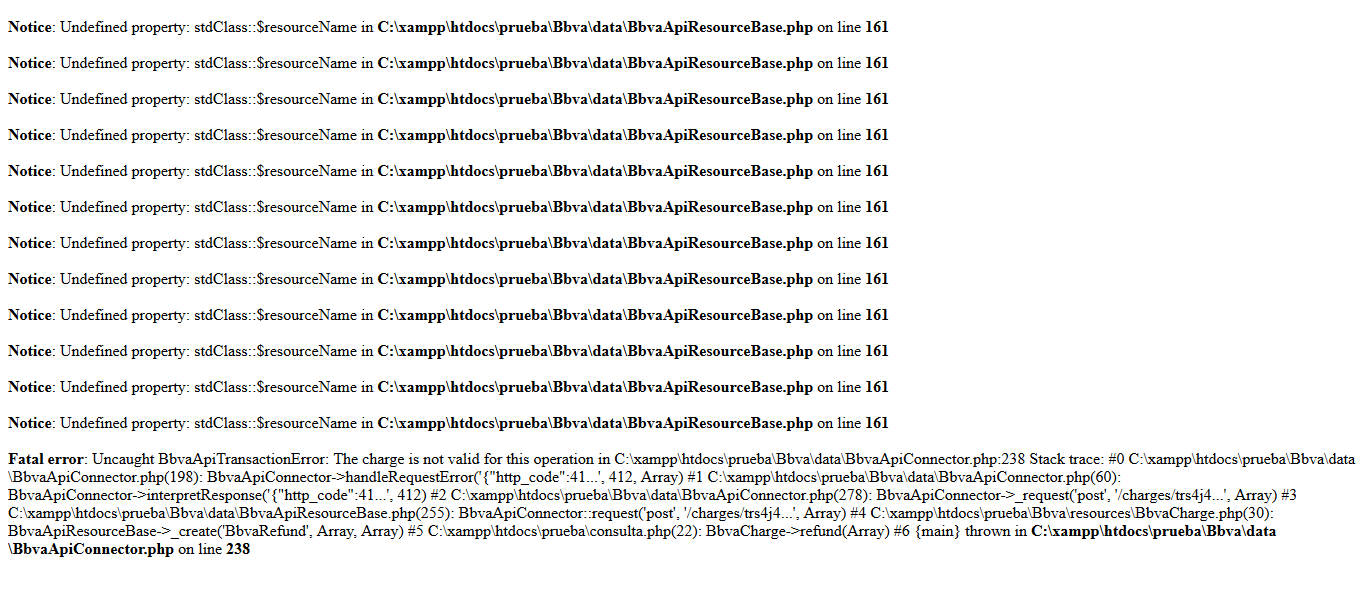 Notice: Undefined property: stdClass::$resourceName in C:\xampp\htdocs\prueba\Bbva\data\BbvaApiResourceBase.php on line 161
Notice: Undefined property: stdClass::$resourceName in C:\xampp\htdocs\prueba\Bbva\data\BbvaApiResourceBase.php on line 161
Notice: Undefined property: stdClass::$resourceName in C:\xampp\htdocs\prueba\Bbva\data\BbvaApiResourceBase.php on line 161
Notice: Undefined property: stdClass::$resourceName in C:\xampp\htdocs\prueba\Bbva\data\BbvaApiResourceBase.php on line 161
Notice: Undefined property: stdClass::$resourceName in C:\xampp\htdocs\prueba\Bbva\data\BbvaApiResourceBase.php on line 161
Notice: Undefined property: stdClass::$resourceName in C:\xampp\htdocs\prueba\Bbva\data\BbvaApiResourceBase.php on line 161
Notice: Undefined property: stdClass::$resourceName in C:\xampp\htdocs\prueba\Bbva\data\BbvaApiResourceBase.php on line 161
Notice: Undefined property: stdClass::$resourceName in C:\xampp\htdocs\prueba\Bbva\data\BbvaApiResourceBase.php on line 161
Notice: Undefined property: stdClass::$resourceName in C:\xampp\htdocs\prueba\Bbva\data\BbvaApiResourceBase.php on line 161
Notice: Undefined property: stdClass::$resourceName in C:\xampp\htdocs\prueba\Bbva\data\BbvaApiResourceBase.php on line 161
Notice: Undefined property: stdClass::$resourceName in C:\xampp\htdocs\prueba\Bbva\data\BbvaApiResourceBase.php on line 161
Notice: Undefined property: stdClass::$resourceName in C:\xampp\htdocs\prueba\Bbva\data\BbvaApiResourceBase.php on line 161
Fatal error: Uncaught BbvaApiTransactionError: The charge is not valid for this operation in C:\xampp\htdocs\prueba\Bbva\data\BbvaApiConnector.php:238 Stack trace: #0 C:\xampp\htdocs\prueba\Bbva\data
\BbvaApiConnector.php(198): BbvaApiConnector->handleRequestError('{"http_code":41...', 412, Array) #1 C:\xampp\htdocs\prueba\Bbva\data\BbvaApiConnector.php(60):
BbvaApiConnector->interpretResponse('{"http_code":41...', 412) #2 C:\xampp\htdocs\prueba\Bbva\data\BbvaApiConnector.php(278): BbvaApiConnector->_request('post', '/charges/trs4j4...', Array) #3
C:\xampp\htdocs\prueba\Bbva\data\BbvaApiResourceBase.php(255): BbvaApiConnector::request('post', '/charges/trs4j4...', Array) #4 C:\xampp\htdocs\prueba\Bbva\resources\BbvaCharge.php(30):
BbvaApiResourceBase->_create('BbvaRefund', Array, Array) #5 C:\xampp\htdocs\prueba\consulta.php(22): BbvaCharge->refund(Array) #6 {main} thrown in C:\xampp\htdocs\prueba\Bbva\data
\BbvaApiConnector.php on line 238